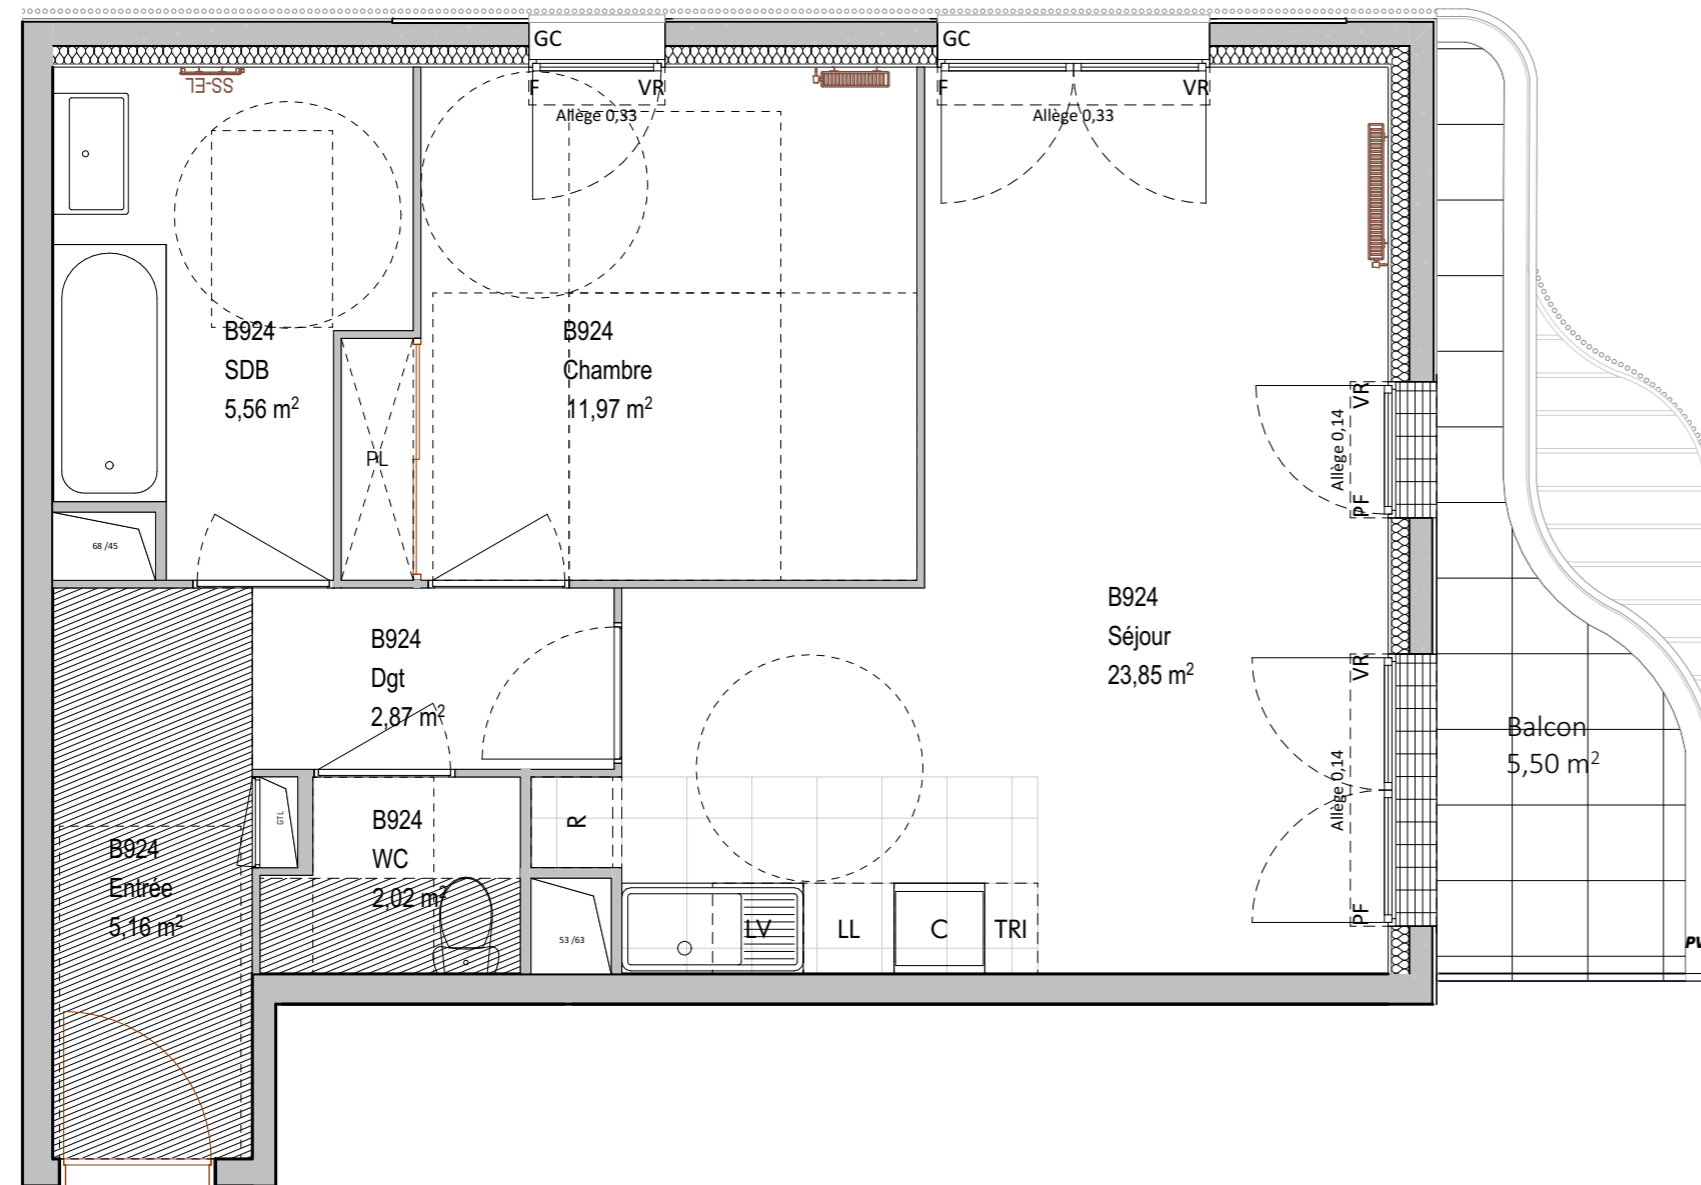 GC
GC
SS-EL
F
VR
F
VR
Allège 0,33
Allège 0,33
B924
SDB
5,56 m²
B924
Chambre
11,97 m²
PL
VR
Allège 0,14
PF
68 /45
B924
Séjour
23,85 m²
B924
Dgt
2,87 m²
VR
Allège 0,14
PF
Balcon
5,50 m²
GTL
B924
WC
2,02 m²
R
B924
Entrée
5,16 m²
53 /63
LV
LL
C
TRI
PV